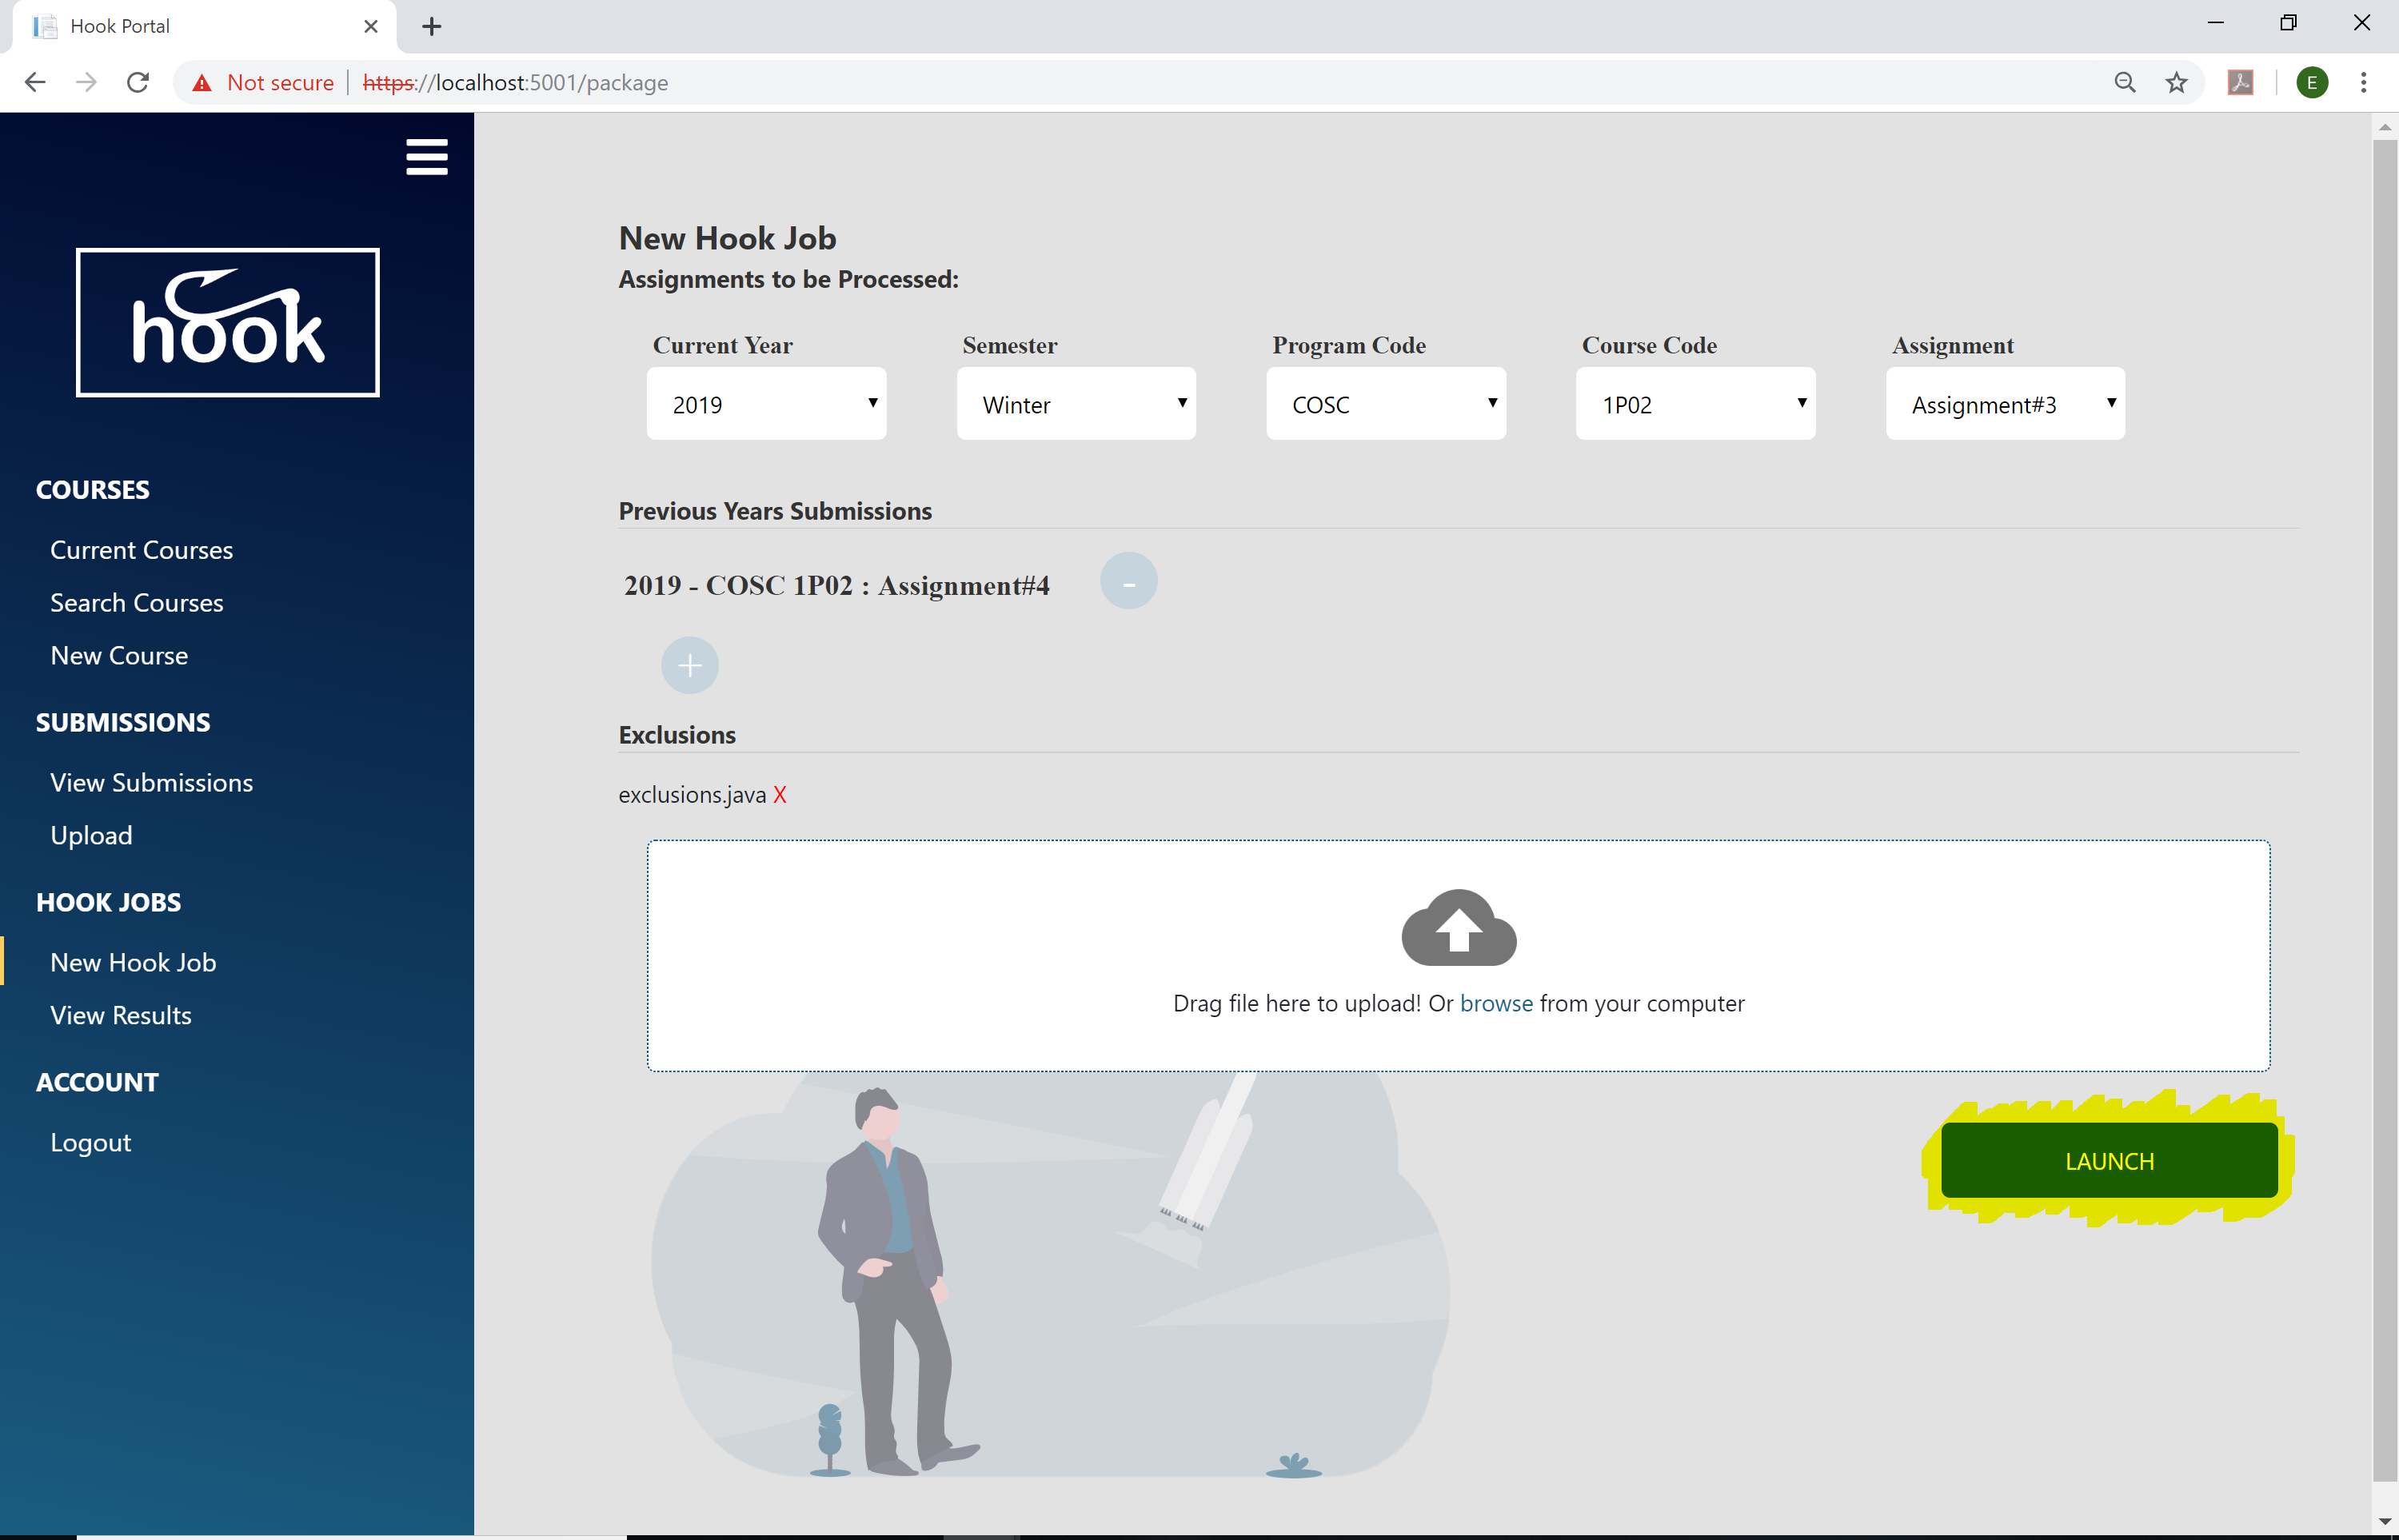 Hook Portal
Not secure https://localhost:5001/package
E
hook
COURSES
Current Courses
Search Courses
New Course
SUBMISSIONS
View Submissions
Upload
HOOK JOBS
New Hook Job
View Results
ACCOUNT
Logout
New Hook Job
Assignments to be Processed:
Current Year Semester Program Code Course Code Assignment
2019 Winter COSC 1P02 Assignment#3
Previous Years Submissions
2019 - COSC 1P02 : Assignment#4 -
+
Exclusions
exclusions.java X
Drag file here to upload! Or browse from your computer
LAUNCH